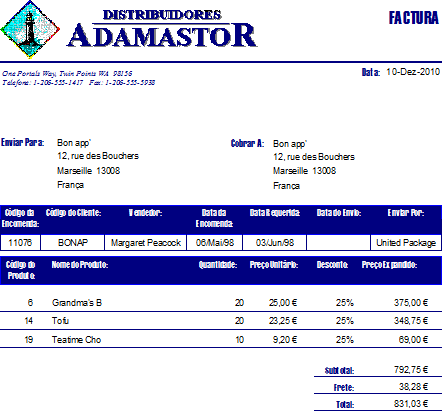 DISTRIBUIDORES
ADAMASTOR
FACTURA
One Portals Way, Twin Points WA 98156
Telefone: 1-206-555-1417 Fax: 1-206-555-5938
Data: 10-Dez-2010
Enviar Para: Bon app'
12, rue des Bouchers
Marseille 13008
França
Cobrar A: Bon app'
12, rue des Bouchers
Marseille 13008
França
Código da Encomenda: Código do Cliente: Vendedor: Data da Encomenda: Data Requerida: Data do Envio: Enviar Por:
11076 BONAP Margaret Peacock 06/Mai/98 03/Jun/98 United Package
Código do Produto: Nome do Produto: Quantidade: Preço Unitário: Desconto: Preço Expandido:
6 Grandma's B 20 25,00 € 25% 375,00 €
14 Tofu 20 23,25 € 25% 348,75 €
19 Teatime Cho 10 9,20 € 25% 69,00 €
Subtotal: 792,75 €
Frete: 38,28 €
Total: 831,03 €